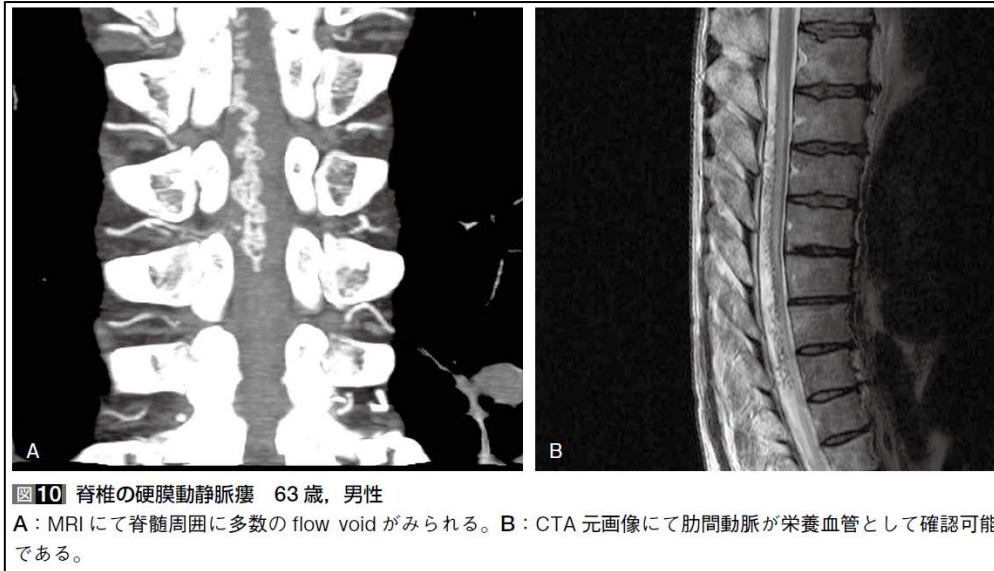 A
B
図10 脊椎の硬膜動静脈瘻 63歳,男性
A:MRIにて脊髄周囲に多数のflow voidがみられる。B:CTA元画像にて肋間動脈が栄養血管として確認可能
である。